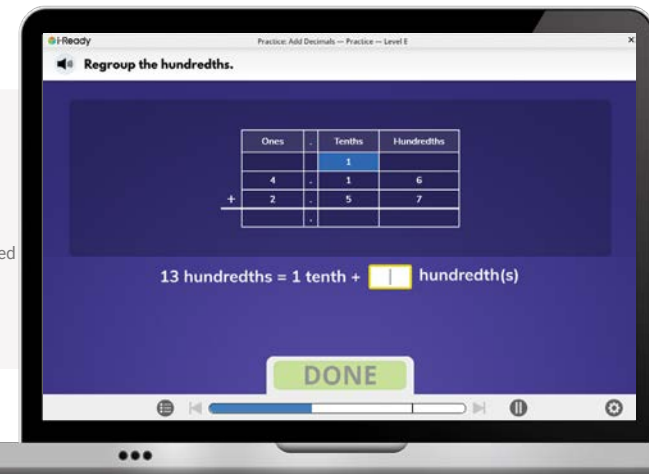 i-Ready
Practice: Add Decimals — Practice — Level E
×
Regroup the hundredths.
Ones . Tenths Hundredths
1
4 . 1 6
+ 2 . 5 7
.
ed
13 hundredths = 1 tenth + hundredth(s)
DONE